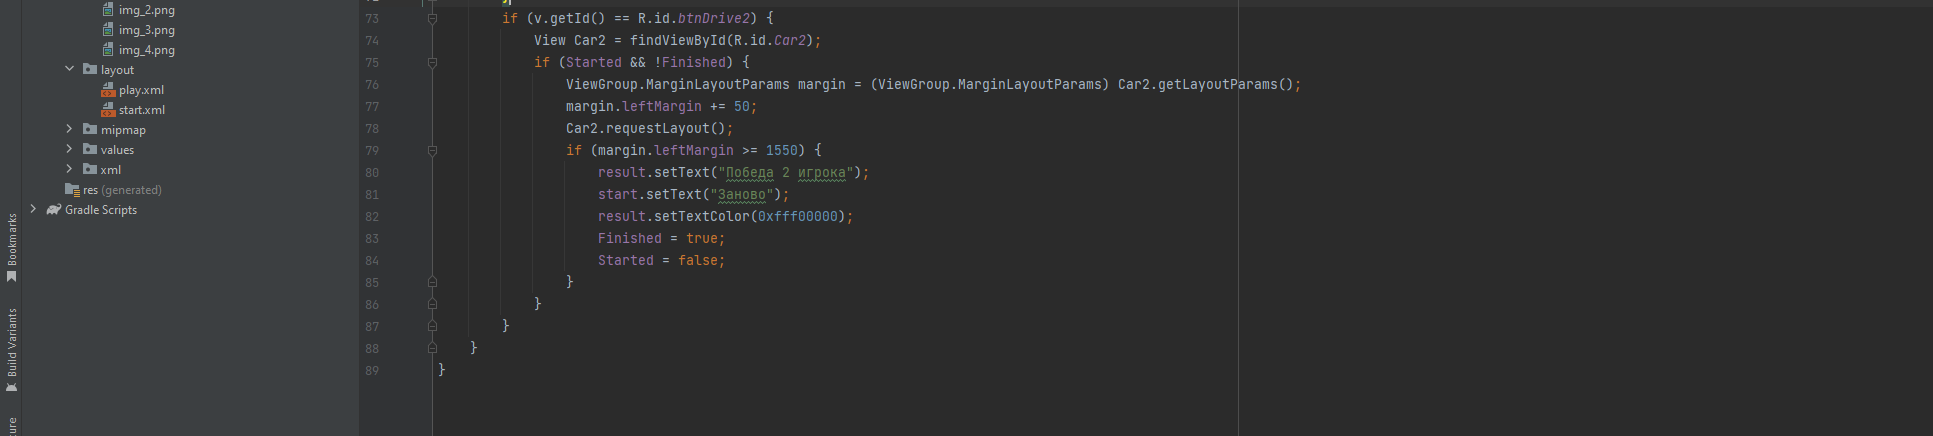 img_2.png
img_3.png
img_4.png
layout
play.xml
start.xml
mipmap
values
xml
res (generated)
Gradle Scripts
Bookmarks
Build Variants
73 if (v.getId() == R.id.btnDrive2) {
74 View Car2 = findViewById(R.id.Car2);
75 if (Started && !Finished) {
76 ViewGroup.MarginLayoutParams margin = (ViewGroup.MarginLayoutParams) Car2.getLayoutParams();
77 margin.leftMargin += 50;
78 Car2.requestLayout();
79 if (margin.leftMargin >= 1550) {
80 result.setText("Победа 2 игрока");
81 start.setText("Заново");
82 result.setTextColor(0xfff00000);
83 Finished = true;
84 Started = false;
85 }
86 }
87 }
88 }
89 }